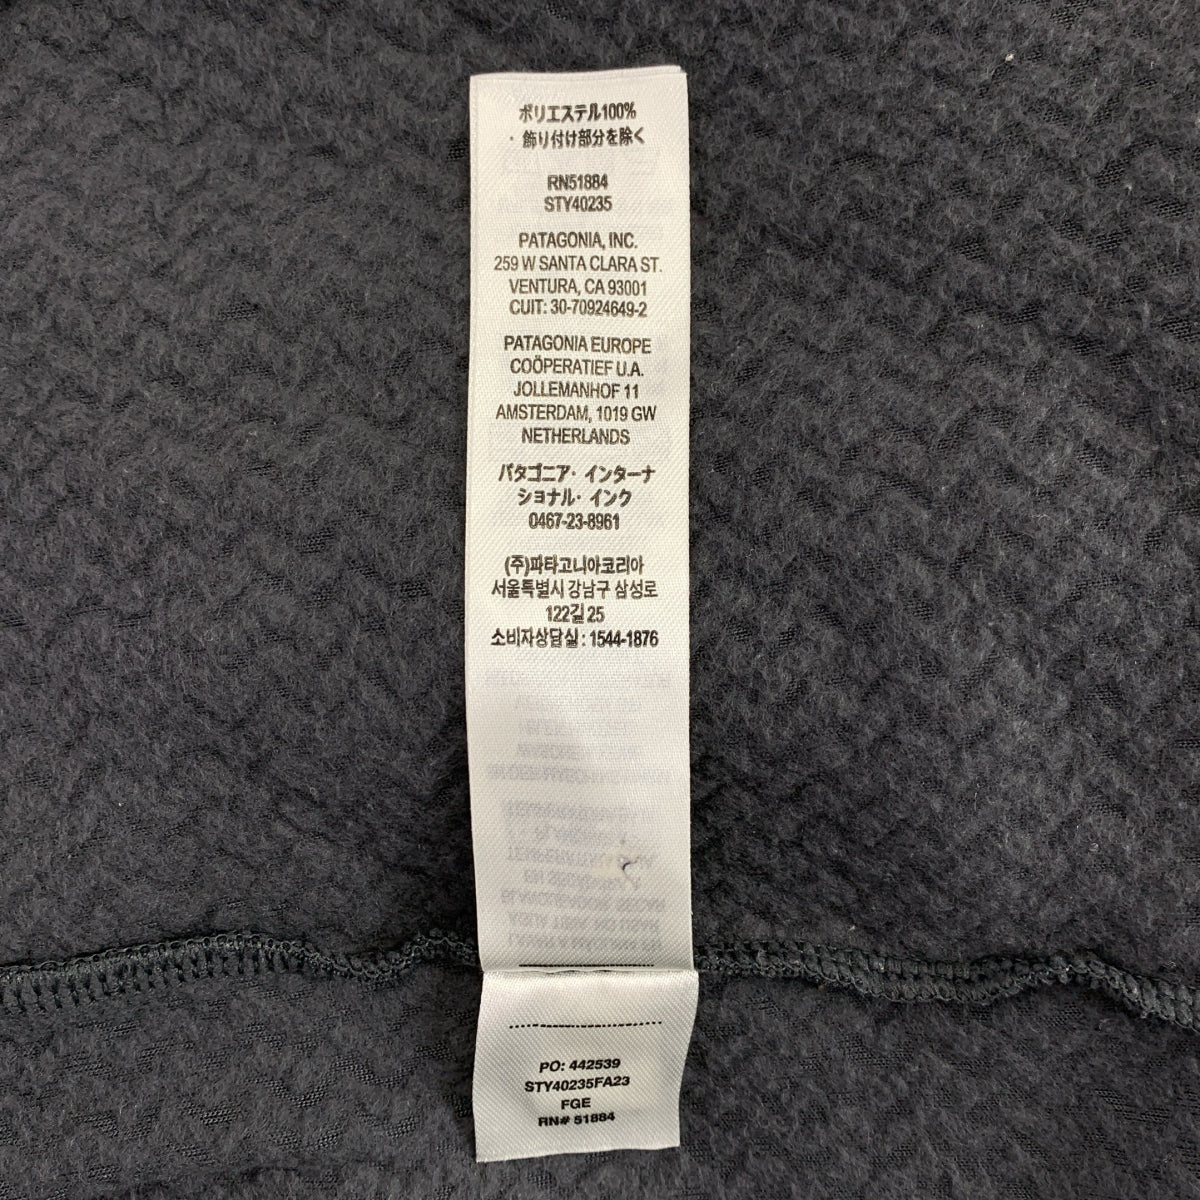 ポリエステル100%
・飾り付け部分を除く
RN51884
STY40235
PATAGONIA, INC.
259 W SANTA CLARA ST.
VENTURA, CA 93001
CUIT: 30-70924649-2
PATAGONIA EUROPE
COÖPERATIEF U.A.
JOLLEMANHOF 11
AMSTERDAM, 1019 GW
NETHERLANDS
パタゴニア・インターナ
ショナル・インク
0467-23-8961
(주)파타고니아코리아
서울특별시 강남구 삼성로
122길 25
소비자상담실 : 1544-1876
PO: 442539
STY40235FA23
FGE
RN# 51884